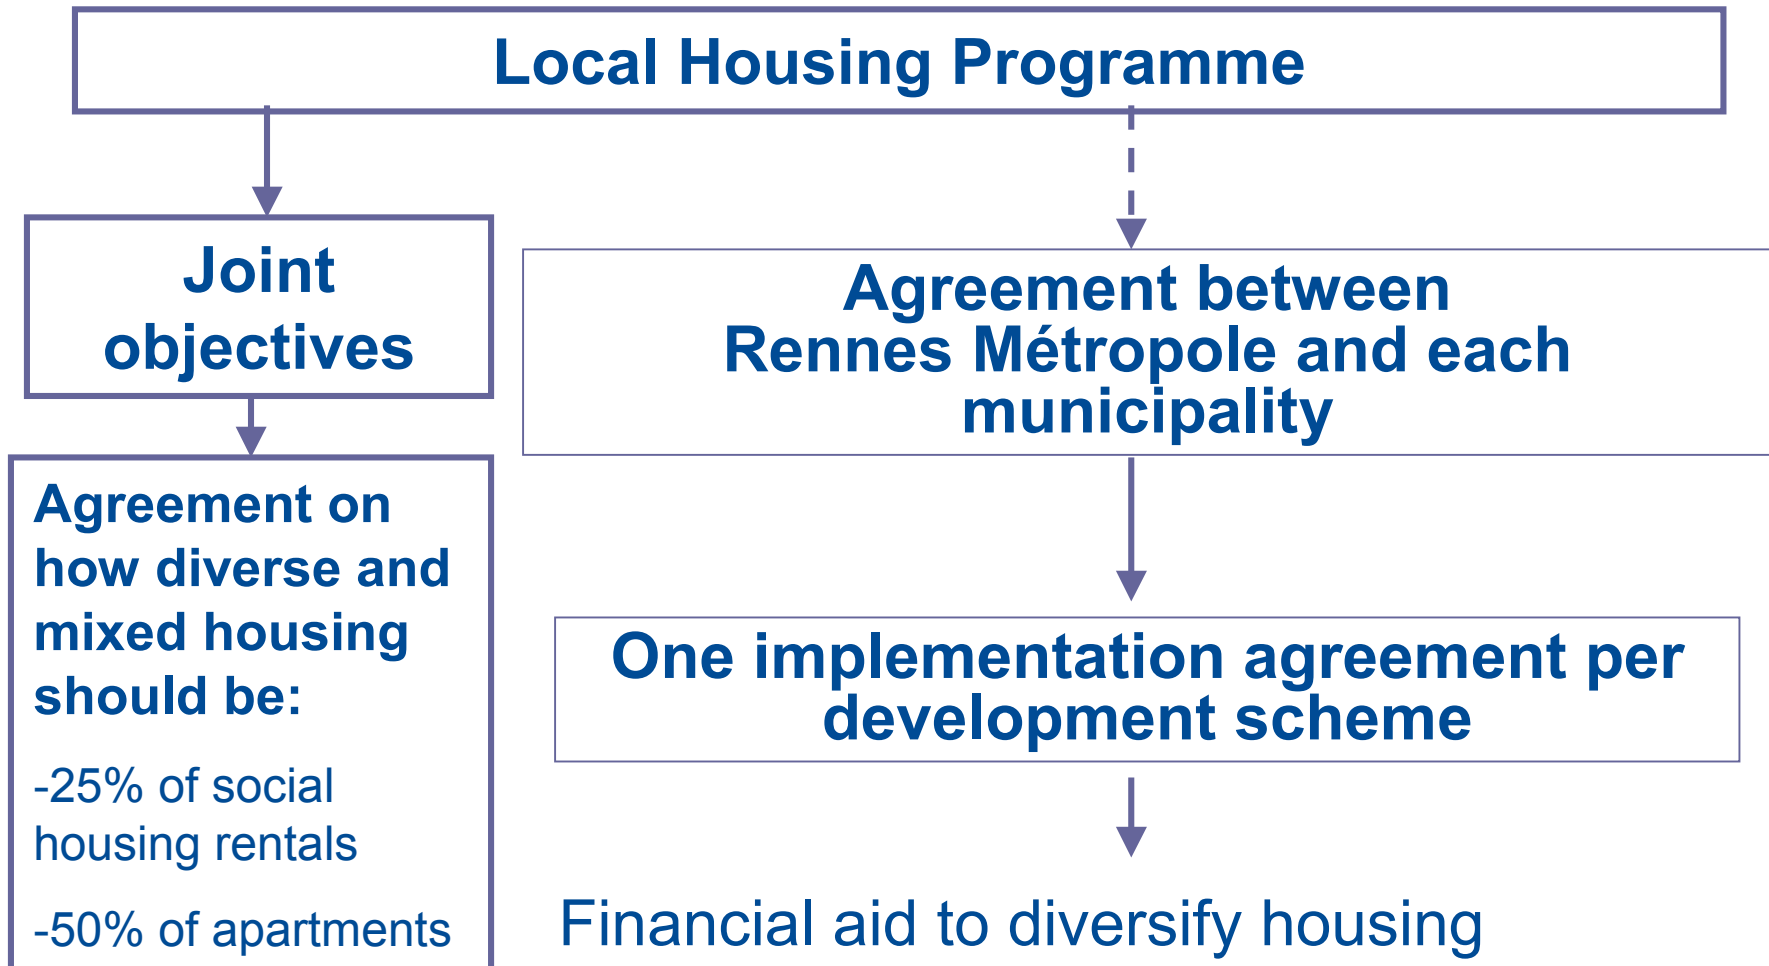 Local Housing Programme
Joint
objectives
Agreement on
how diverse and
mixed housing
should be:
-25% of social
housing rentals
-50% of apartments
Agreement between
Rennes Métropole and each
municipality
One implementation agreement per
development scheme
Financial aid to diversify housing